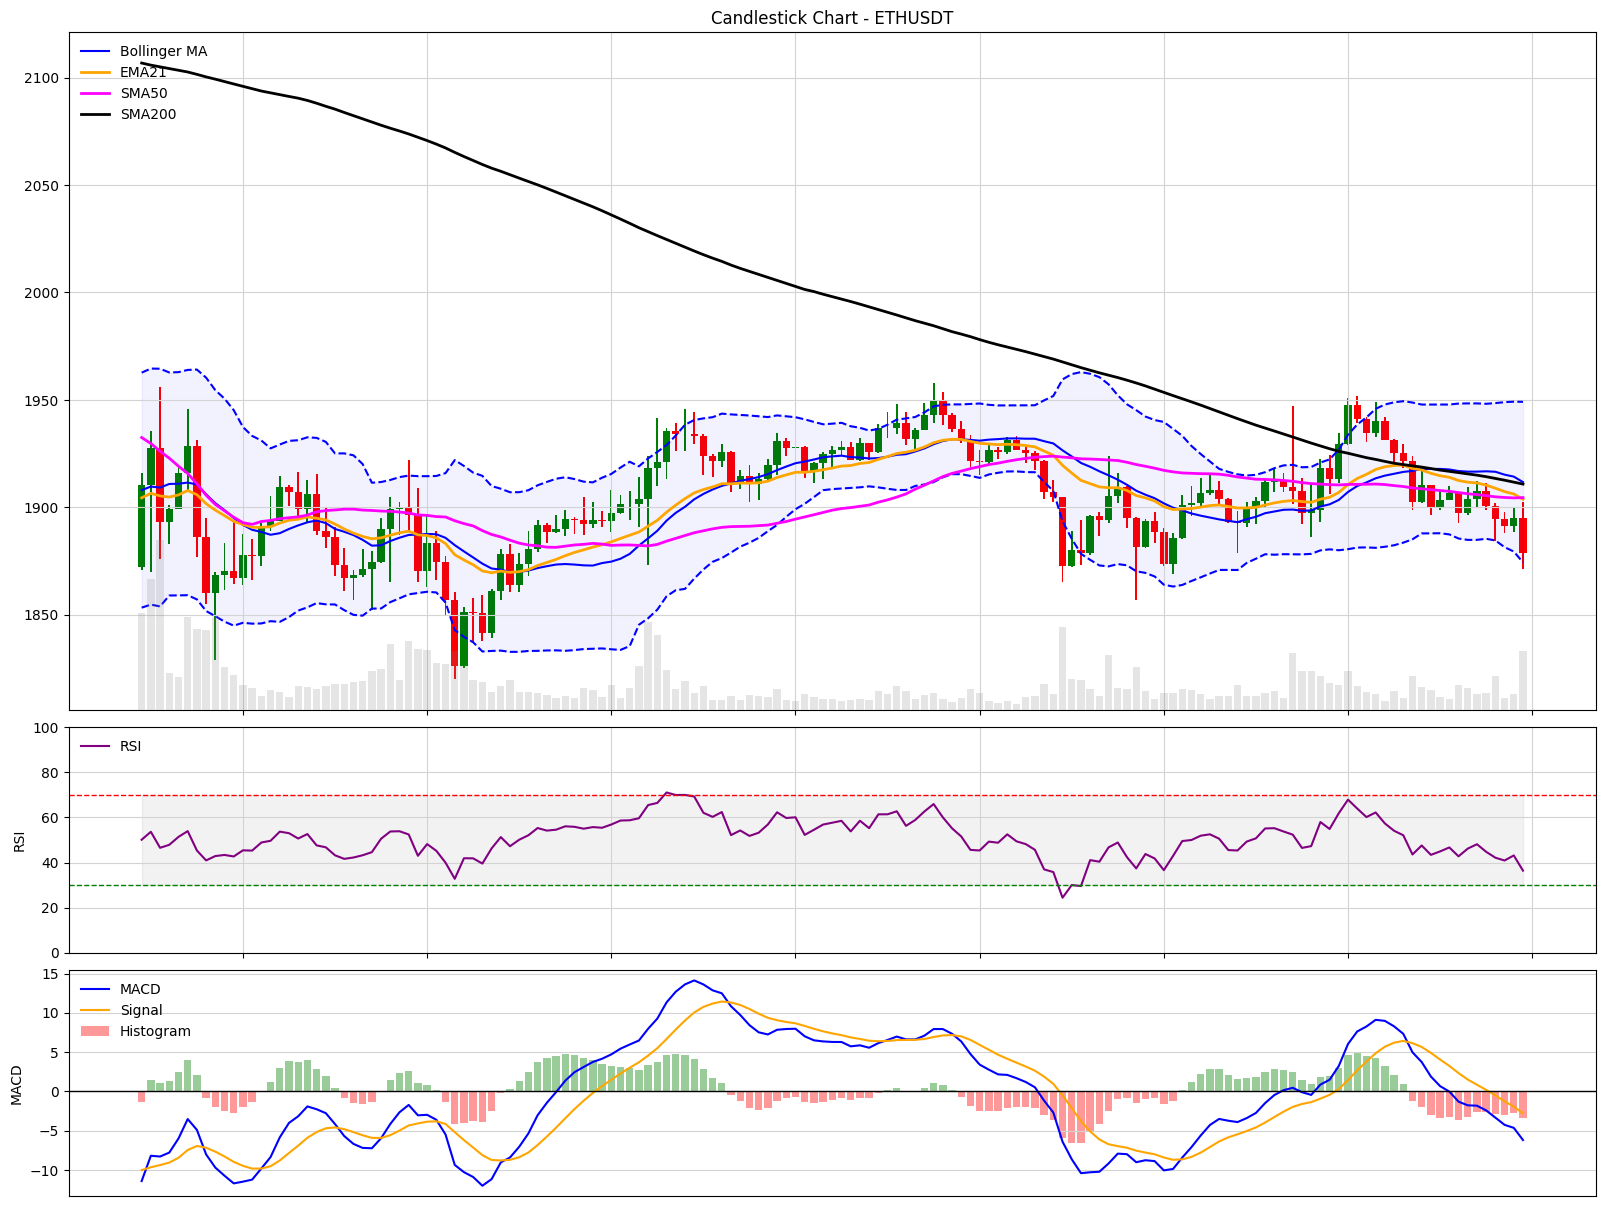 Candlestick Chart - ETHUSDT
Bollinger MA
EMA21
SMA50
SMA200
2100
2050
2000
1950
1900
1850
RSI
100
80
60
40
20
0
RSI
MACD
Signal
Histogram
15
10
5
0
−5
−10
MACD